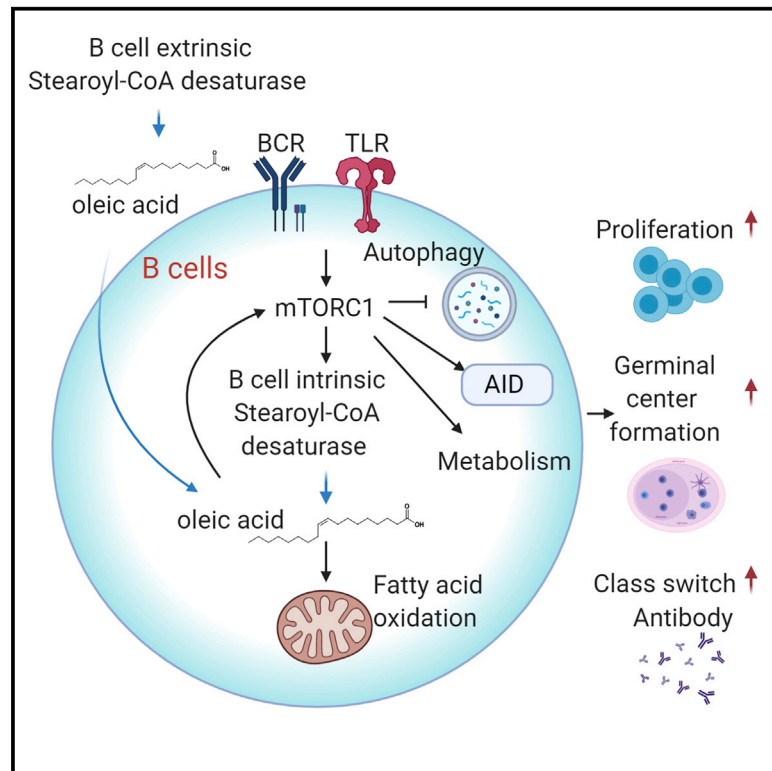 B cell extrinsic
Stearoyl-CoA desaturase
OH
oleic acid
BCR
TLR
B cells
Autophagy
mTORC1
AID
B cell intrinsic
Stearoyl-CoA
desaturase
Metabolism
oleic acid
OH
Fatty acid
oxidation
Proliferation
Germinal
center
formation
Class switch
Antibody